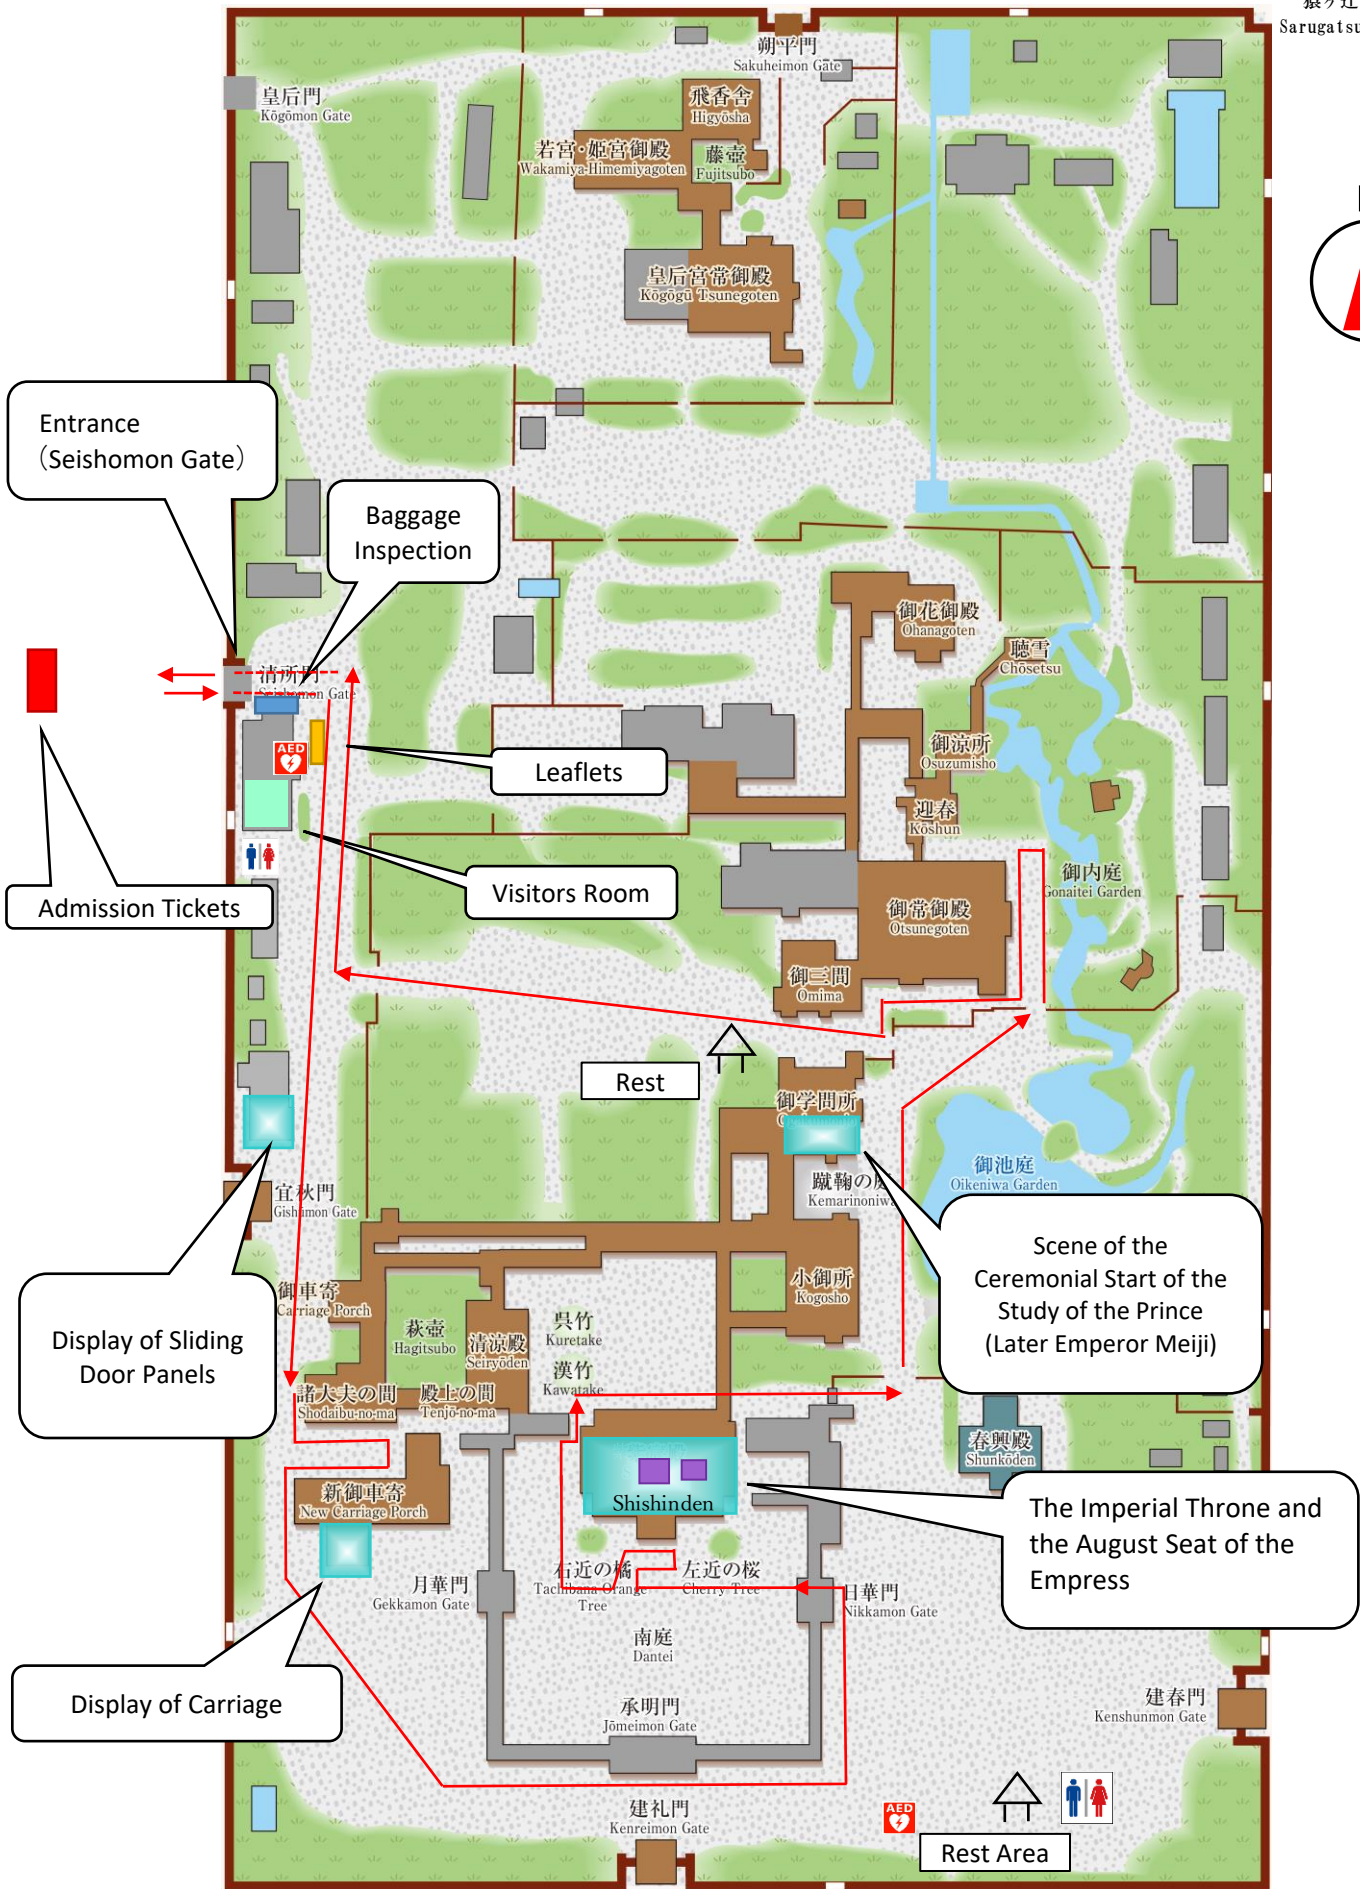 猿ヶ辻
朔平門
Sakuheimon Gate
皇后門
Kōgōmon Gate
飛香舎
Higyōsha
若宮・姫宮御殿
Wakamiya-Himemiyagoten
藤壺
Fujitsubo
皇后宮常御殿
Kōgōgū Tsunegoten
Entrance
（Seishomon Gate）
Baggage
Inspection
御花御殿
Ohanagoten
聴雪
Chōsetsu
Seishomon Gate
AED
Leaflets
御涼所
Osuzumisho
迎春
Kōshun
Visitors Room
Admission Tickets
御内庭
Gonaitei Garden
御常御殿
Otsunegoten
御三間
Omima
Rest
御学問所
宜秋門
Gishūmon Gate
Kemarinoniwa
御池庭
Oikeniwa Garden
Scene of the
Ceremonial Start of the
Study of the Prince
(Later Emperor Meiji)
御車寄
Carriage Porch
Display of Sliding
Door Panels
小御所
Kogosho
萩壺
Hagitsubo
清涼殿
Seiryōden
呉竹
Kuretake
漢竹
Kawatake
諸大夫の間
Shodaibu-no-ma
殿上の間
Tenjō-no-ma
春興殿
Shunkōden
新御車寄
New Carriage Porch
Shishinden
The Imperial Throne and
the August Seat of the
Empress
右近の橘
Tachibana Orange
Tree
左近の桜
Cherry Tree
月華門
Gekkamon Gate
日華門
Nikkamon Gate
南庭
Dantei
Display of Carriage
承明門
Jōmeimon Gate
建春門
Kenshunmon Gate
建礼門
Kenreimon Gate
AED
Rest Area